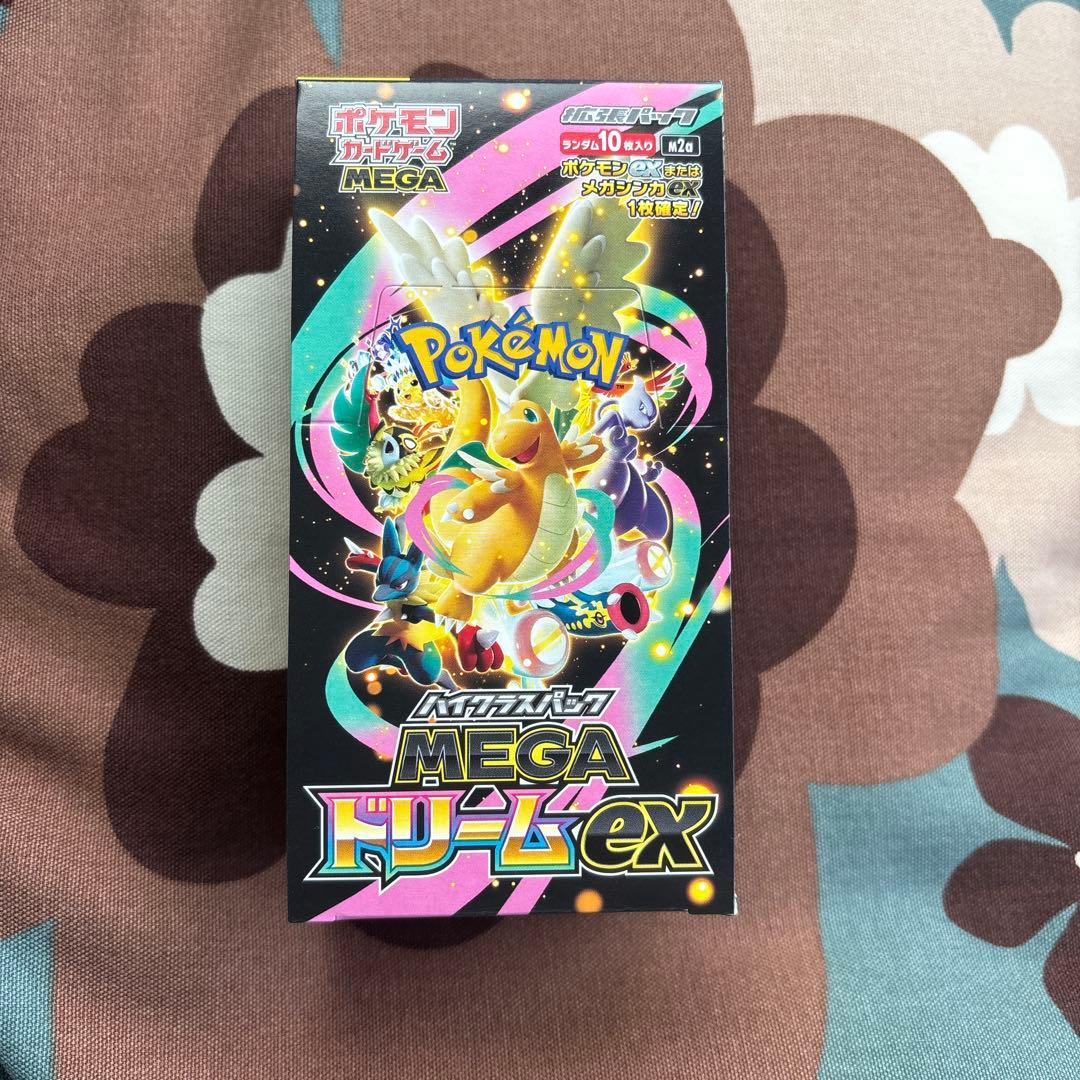 ポケモン
カードゲーム™
MEGA
拡張パック
ランダム10枚入り M2a
ポケモンexまたは
メガシンカex
1枚確定!
POKéMON™
ハイクラスパック
MEGA
ドリームex